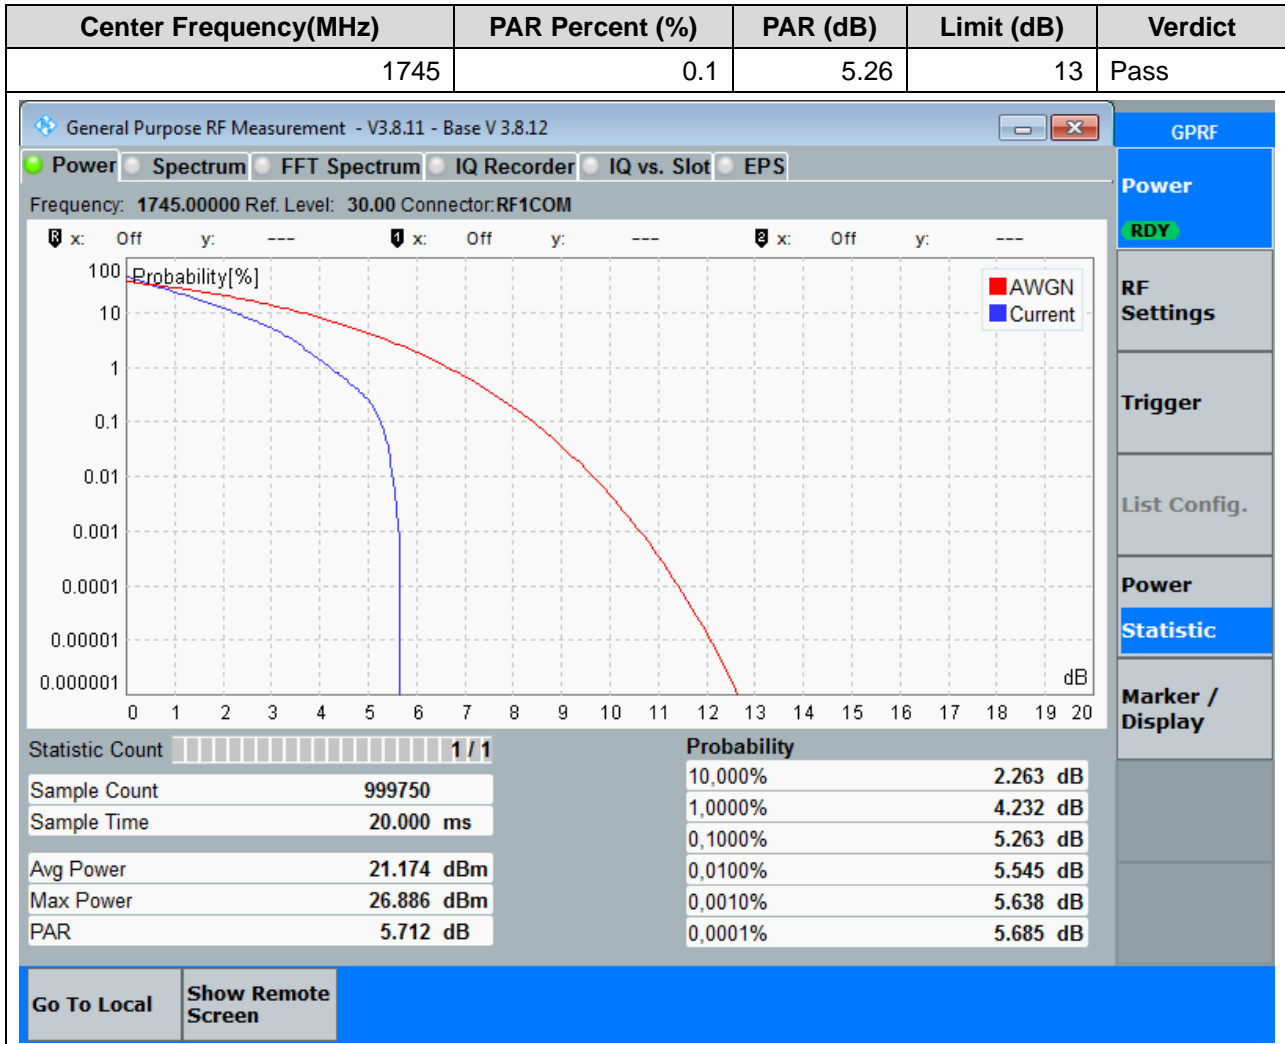 Center Frequency(MHz) PAR Percent (%) PAR (dB) Limit (dB) Verdict
1745 0.1 5.26 13 Pass
General Purpose RF Measurement - V3.8.11 - Base V 3.8.12
GPRF
Power Spectrum FFT Spectrum IQ Recorder IQ vs. Slot EPS
Frequency: 1745.00000 Ref. Level: 30.00 Connector:RF1COM
R x: Off y: --- 1 x: Off y: --- 2 x: Off y: ---
Probability[%]
100
10
1
0.1
0.01
0.001
0.0001
0.00001
0.000001
AWGN
Current
dB
0 1 2 3 4 5 6 7 8 9 10 11 12 13 14 15 16 17 18 19 20
Statistic Count 1 / 1
Sample Count 999750
Sample Time 20.000 ms
Avg Power 21.174 dBm
Max Power 26.886 dBm
PAR 5.712 dB
Probability
10,000% 2.263 dB
1,0000% 4.232 dB
0,1000% 5.263 dB
0,0100% 5.545 dB
0,0010% 5.638 dB
0,0001% 5.685 dB
Power
RDY
RF
Settings
Trigger
List Config.
Power
Statistic
Marker /
Display
Go To Local
Show Remote
Screen